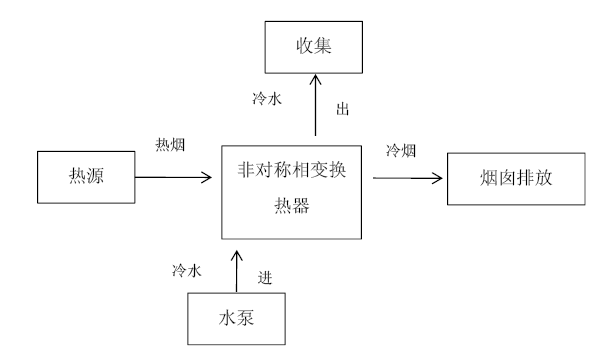 收集
冷水
出
热烟
冷烟
热源
非对称相变换
热器
烟囱排放
冷水
进
水泵